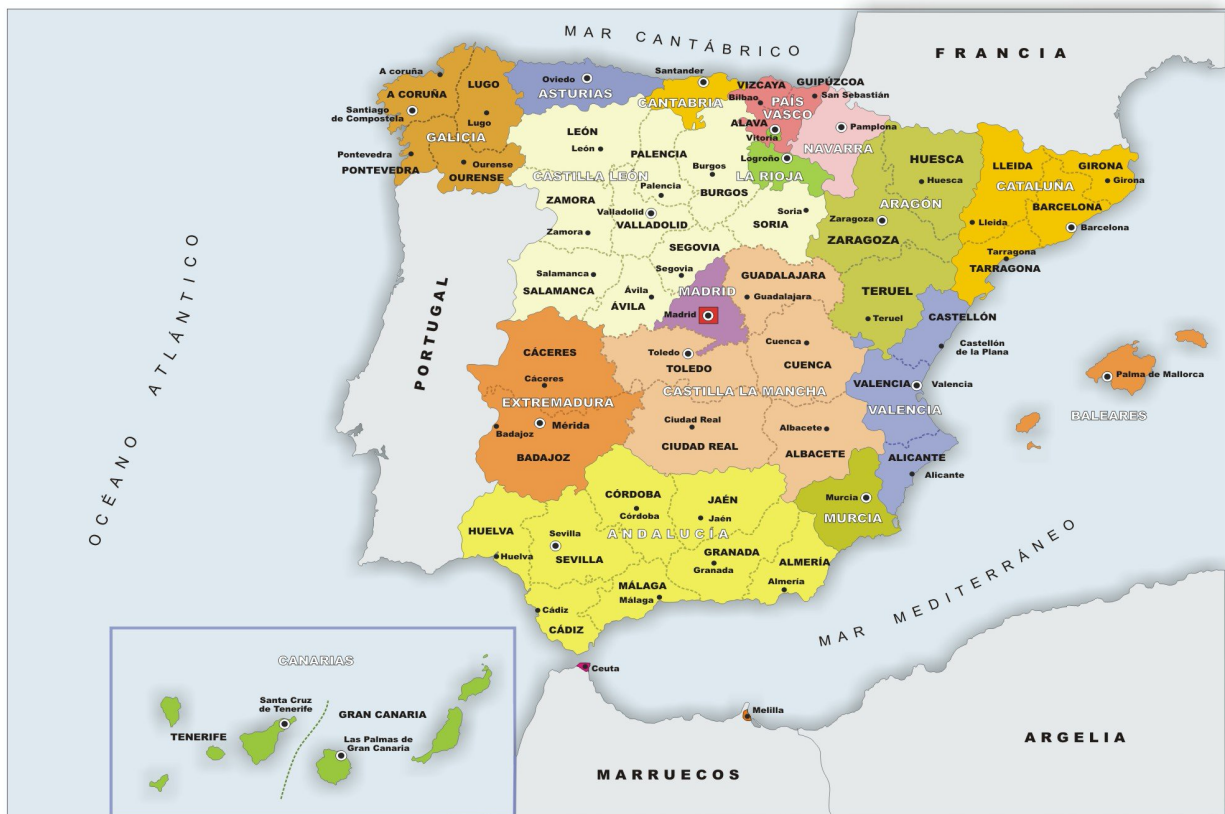 MAR CANTÁBRICO
FRANCIA
A coruña
A CORUÑA
LUGO
Santiago
de Compostela
Lugo
GALICIA
Pontevedra
PONTEVEDRA
Ourense
OURENSE
Oviedo
ASTURIAS
Santander
CANTABRIA
VIZCAYA
GUIPÚZCOA
Bilbao
San Sebastián
PAÍS
VASCO
ALAVA
Vitoria
Pamplona
NAVARRA
Logroño
LA RIOJA
LEÓN
León
PALENCIA
Burgos
CASTILLA LEÓN
Palencia
BURGOS
ZAMORA
Valladolid
VALLADOLID
Zamora
Soria
SORIA
SEGOVIA
Segovia
Salamanca
SALAMANCA
Ávila
ÁVILA
HUESCA
Huesca
ARAGÓN
Zaragoza
ZARAGOZA
TERUEL
Teruel
LLEIDA
GIRONA
Girona
CATALUÑA
BARCELONA
Lleida
Barcelona
Tarragona
TARRAGONA
MADRID
Madrid
GUADALAJARA
Guadalajara
Toledo
TOLEDO
Cuenca
CUENCA
CASTILLA LA MANCHA
Ciudad Real
CIUDAD REAL
Albacete
ALBACETE
CASTELLÓN
Castellón
de la Plana
VALENCIA
Valencia
VALENCIA
ALICANTE
Alicante
Palma de Mallorca
BALEARES
OCÉANO ATLÁNTICO
PORTUGAL
CÁCERES
Cáceres
EXTREMADURA
Mérida
Badajoz
BADAJOZ
Murcia
MURCIA
CÓRDOBA
Córdoba
JAÉN
Jaén
HUELVA
Huelva
Sevilla
SEVILLA
ANDALUCÍA
GRANADA
Granada
ALMERÍA
Almería
MÁLAGA
Málaga
Cádiz
CÁDIZ
MAR MEDITERRÁNEO
Ceuta
Melilla
MARRUECOS
ARGELIA
CANARIAS
Santa Cruz
de Tenerife
TENERIFE
GRAN CANARIA
Las Palmas de
Gran Canaria